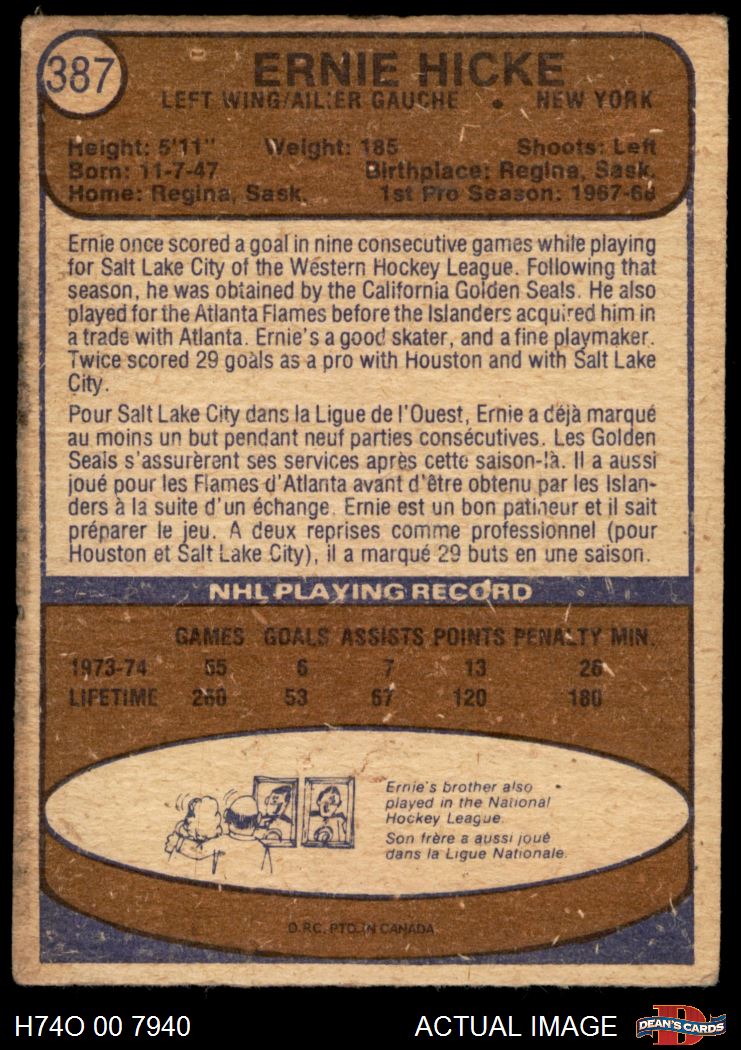 387
ERNIE HICKE
LEFT WING/AILIER GAUCHE • NEW YORK
Height: 5'11" Weight: 185 Shoots: Left
Born: 11-7-47 Birthplace: Regina, Sask.
Home: Regina, Sask. 1st Pro Season: 1967-68
Ernie once scored a goal in nine consecutive games while playing
for Salt Lake City of the Western Hockey League. Following that
season, he was obtained by the California Golden Seals. He also
played for the Atlanta Flames before the Islanders acquired him in
a trade with Atlanta. Ernie's a good skater, and a fine playmaker.
Twice scored 29 goals as a pro with Houston and with Salt Lake
City.
Pour Salt Lake City dans la Ligue de l'Ouest, Ernie a déjà marqué
au moins un but pendant neuf parties consécutives. Les Golden
Seals s'assurèrent ses services après cette saison-là. Il a aussi
joué pour les Flames d'Atlanta avant d'être obtenu par les Islan-
ders à la suite d'un échange. Ernie est un bon patineur et il sait
préparer le jeu. A deux reprises comme professionnel (pour
Houston et Salt Lake City), il a marqué 29 buts en une saison.
NHL PLAYING RECORD
GAMES GOALS ASSISTS POINTS PENALTY MIN.
1973-74 55 6 7 13 26
LIFETIME 260 53 67 120 180
Ernie's brother also
played in the National
Hockey League.
Son frère a aussi joué
dans la Ligue Nationale.
O.P.C. PTD. IN CANADA
H74O 00 7940 ACTUAL IMAGE DEAN'S CARDS